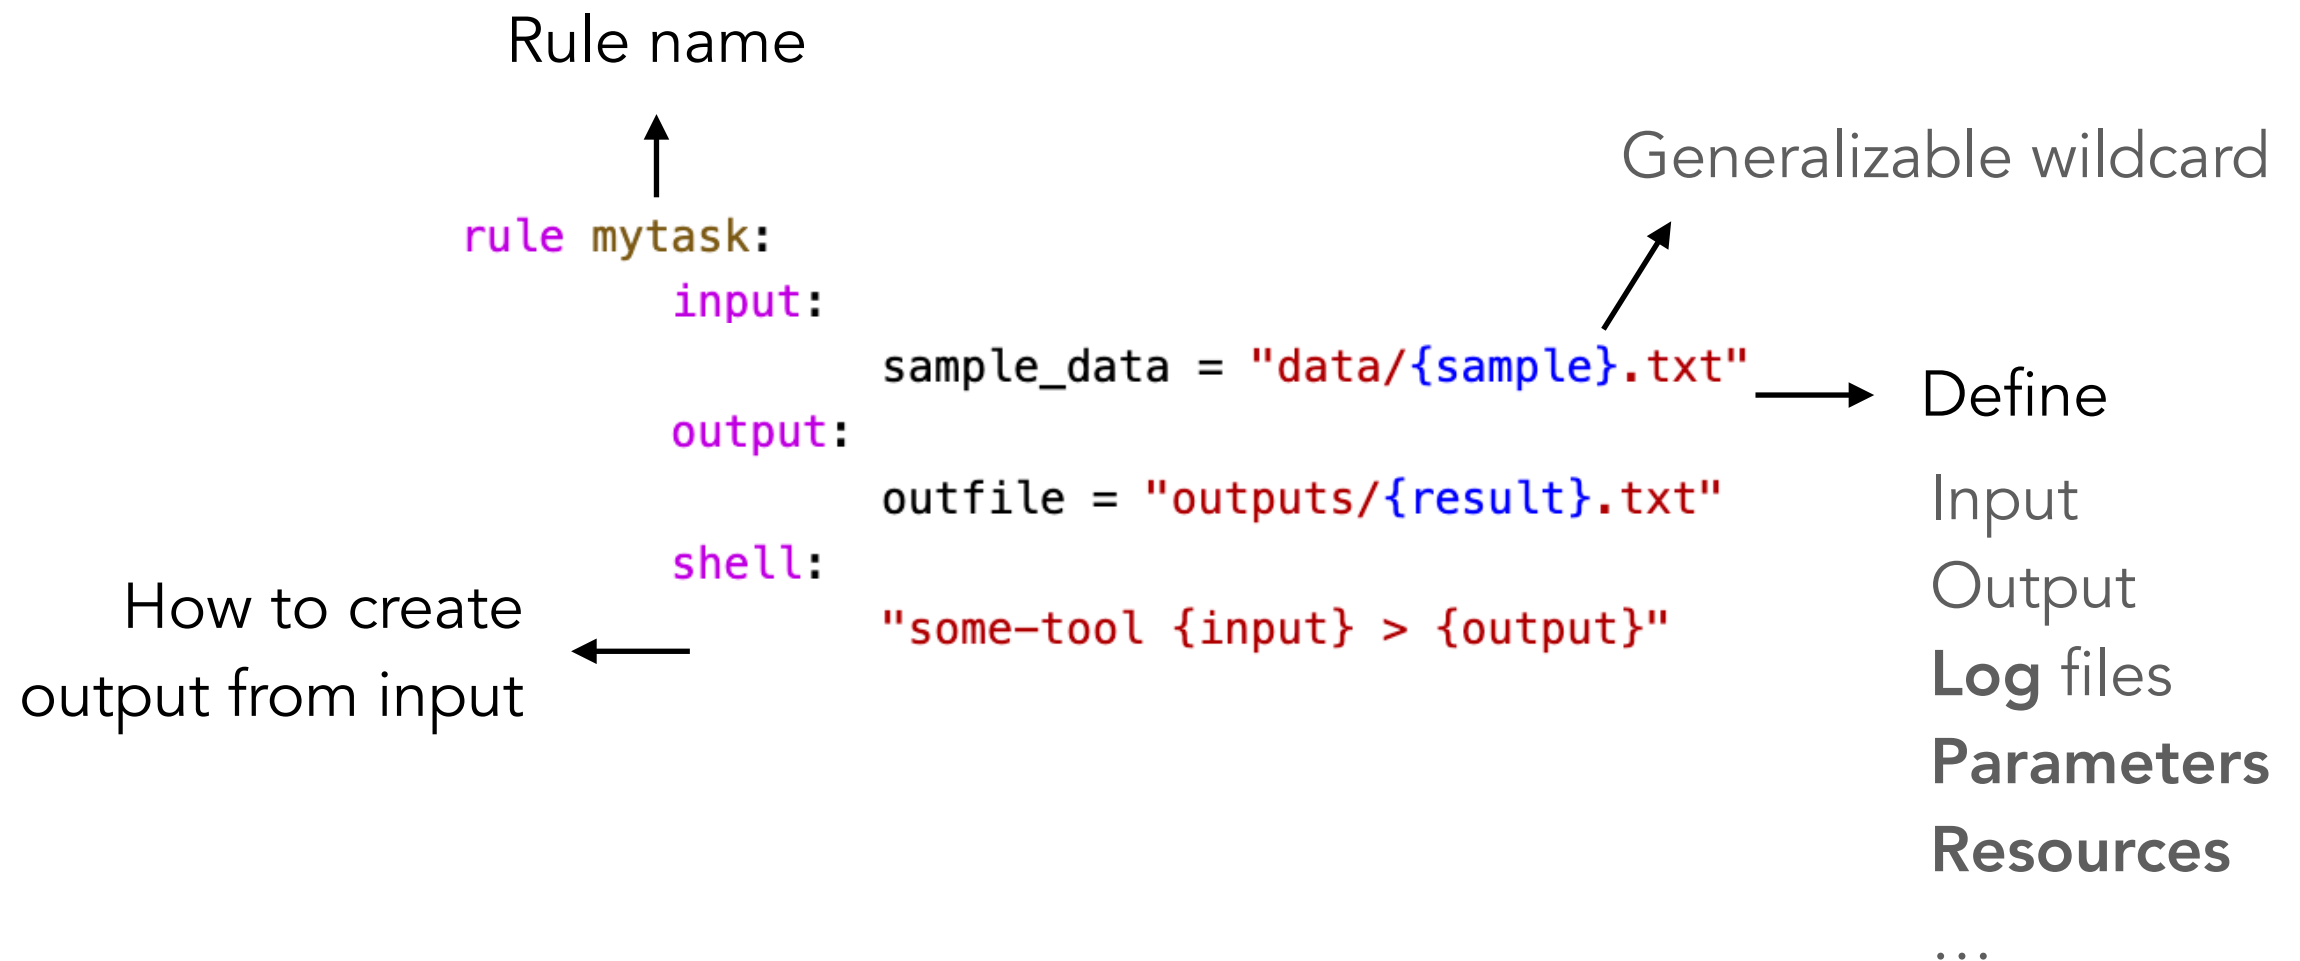 Rule name
Generalizable wildcard
rule mytask:
input:
sample_data = "data/{sample}.txt"
Define
output:
outfile = "outputs/{result}.txt"
Input
shell:
Output
How to create
"some-tool {input} > {output}"
output from input
Log files
Parameters
Resources
…